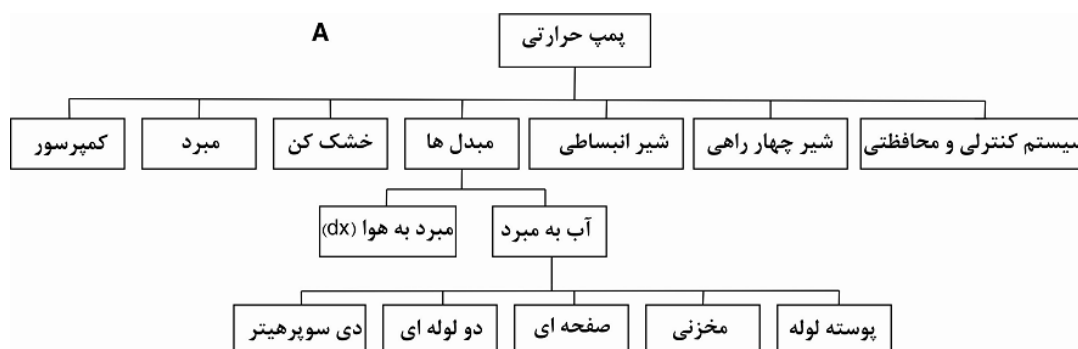 A
پمپ حرارتی
سیستم کنترلی و محافظتی
شیر چهار راهی
شیر انبساطی
مبدل ها
خشک کن
مبرد
کمپرسور
آب به مبرد
مبرد به هوا (dx)
پوسته لوله
مخزنی
صفحه ای
دو لوله ای
دی سوپرهیتر